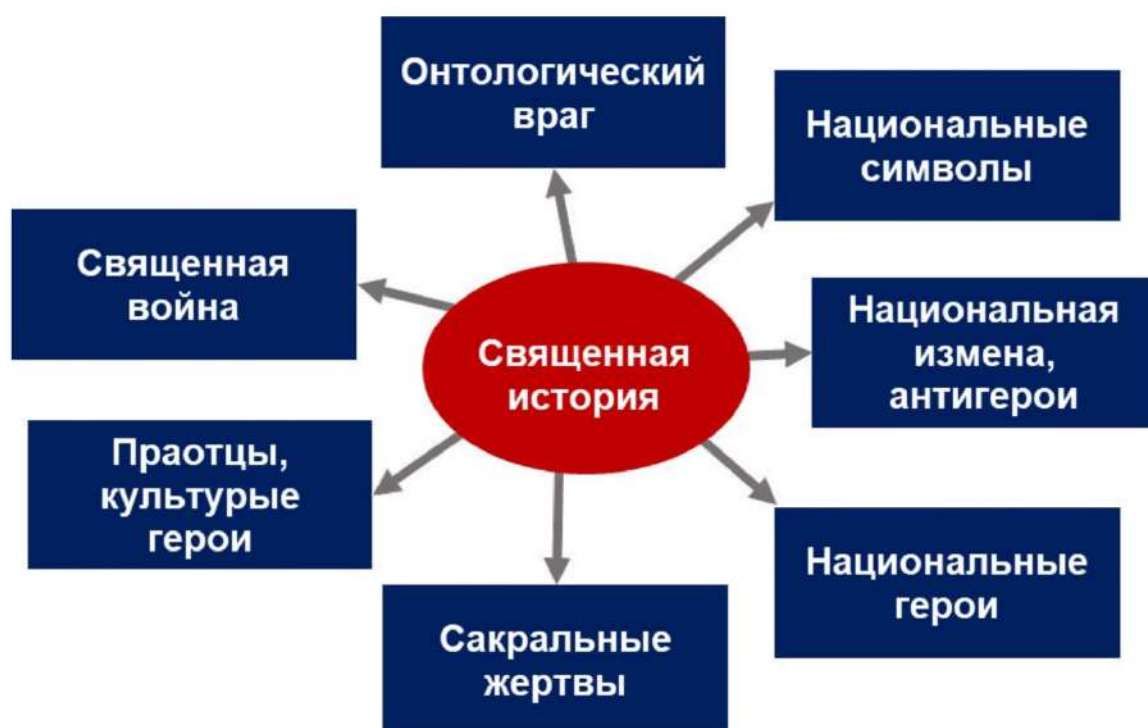 Онтологический
враг
Национальные
символы
Священная
война
Национальная
измена,
антигерои
Священная
история
Праотцы,
культурые
герои
Национальные
герои
Сакральные
жертвы